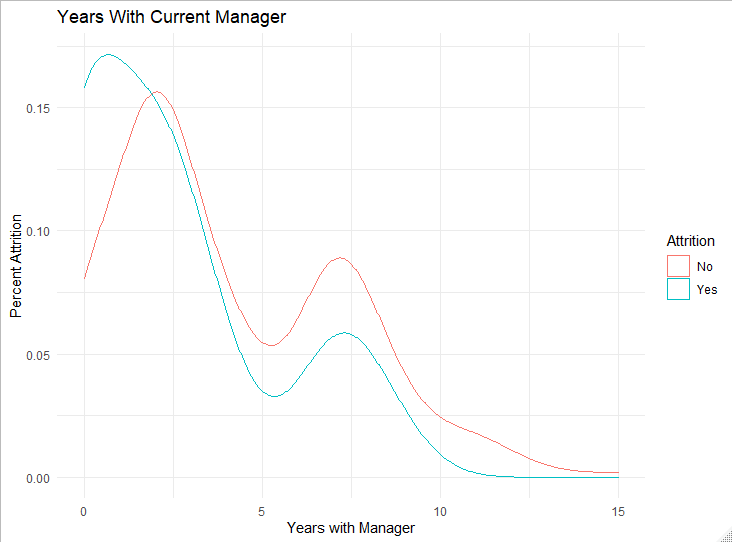 Years With Current Manager
Percent Attrition
0.15
0.10
0.05
0.00
0
5
10
15
Years with Manager
Attrition
No
Yes